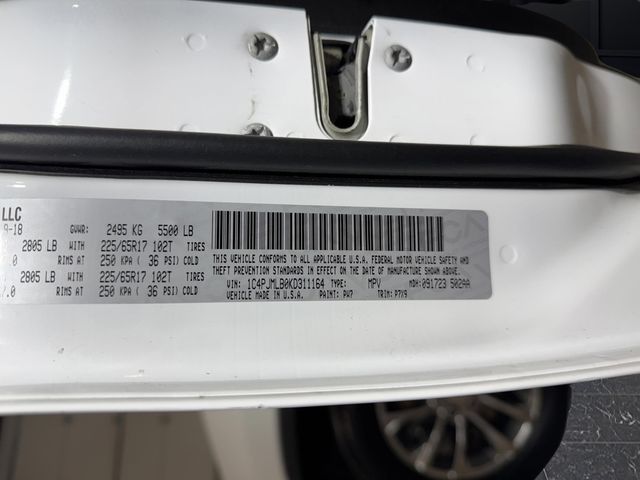 LLC
9-18 GVWR: 2495 KG 5500 LB
2805 LB WITH 225/65R17 102T TIRES
0 RIMS AT 250 KPA ( 36 PSI) COLD
2805 LB WITH 225/65R17 102T TIRES
7.0 RIMS AT 250 KPA ( 36 PSI) COLD
THIS VEHICLE CONFORMS TO ALL APPLICABLE U.S.A. FEDERAL MOTOR VEHICLE SAFETY AND
THEFT PREVENTION STANDARDS IN EFFECT ON THE DATE OF MANUFACTURE SHOWN ABOVE.
VIN: 1C4PJMLB0KD311164 TYPE: MPV MDH: 091723 502AA
VEHICLE MADE IN U.S.A. PAINT: PW7 TRIM: P7X9